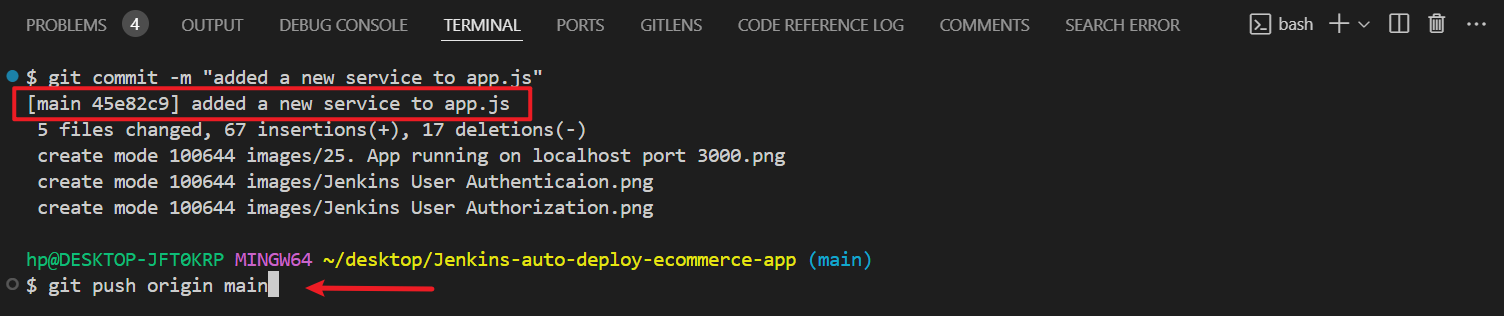 PROBLEMS 4 OUTPUT DEBUG CONSOLE TERMINAL PORTS GITLENS CODE REFERENCE LOG COMMENTS SEARCH ERROR bash
$ git commit -m "added a new service to app.js"
[main 45e82c9] added a new service to app.js
5 files changed, 67 insertions(+), 17 deletions(-)
create mode 100644 images/25. App running on localhost port 3000.png
create mode 100644 images/Jenkins User Authenticaion.png
create mode 100644 images/Jenkins User Authorization.png
hp@DESKTOP-JFT0KRP MINGW64 ~/desktop/Jenkins-auto-deploy-ecommerce-app (main)
$ git push origin main